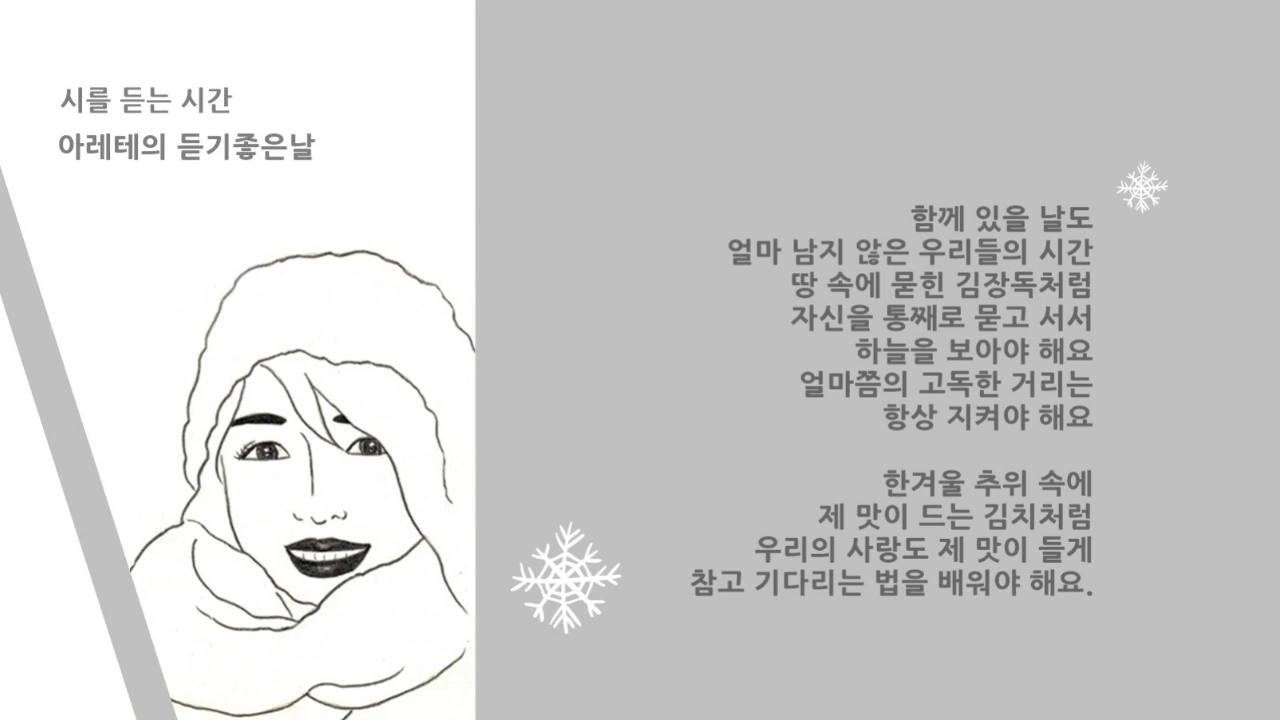 시를 듣는 시간
아레테의 듣기좋은날
함께 있을 날도
얼마 남지 않은 우리들의 시간
땅 속에 묻힌 김장독처럼
자신을 통째로 묻고 서서
하늘을 보아야 해요
얼마쯤의 고독한 거리는
항상 지켜야 해요
한겨울 추위 속에
제 맛이 드는 김치처럼
우리의 사랑도 제 맛이 들게
참고 기다리는 법을 배워야 해요.